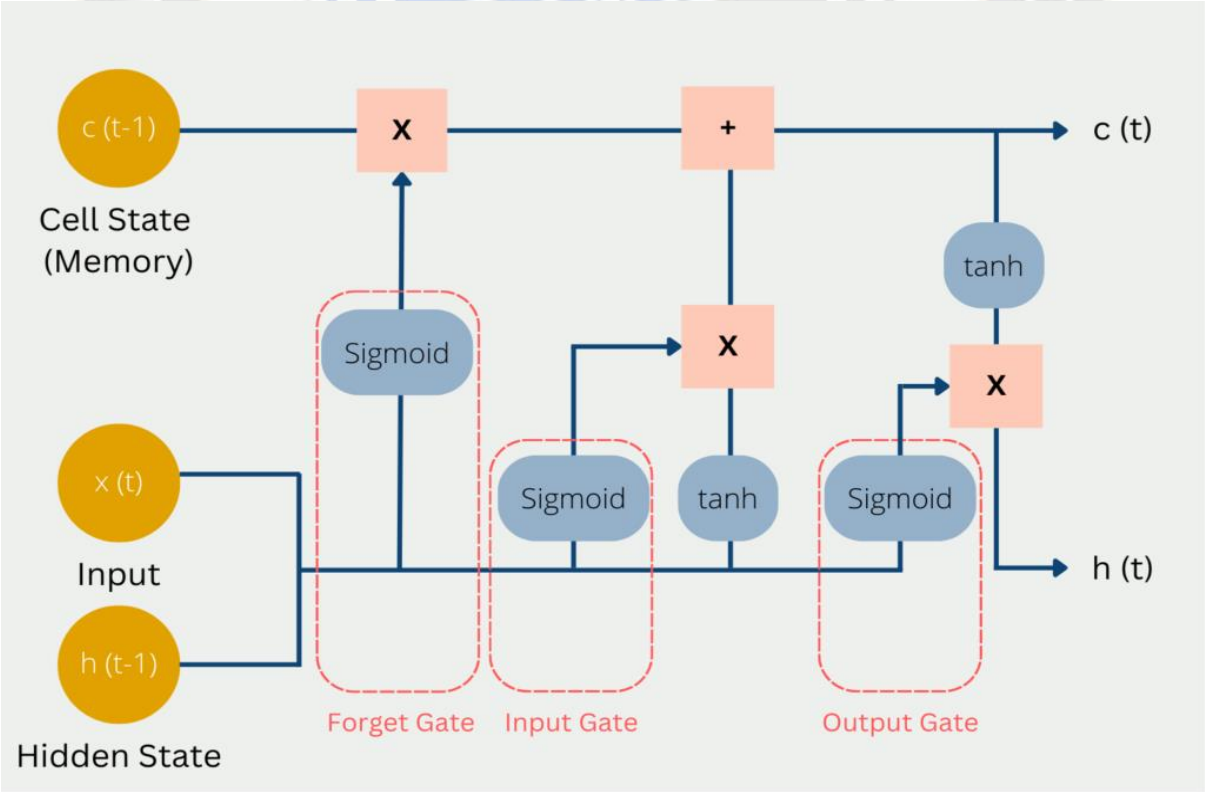 c (t-1)
X
+
c (t)
Cell State
(Memory)
tanh
Sigmoid
X
X
x (t)
Sigmoid
tanh
Sigmoid
Input
h (t)
h (t-1)
Forget Gate
Input Gate
Output Gate
Hidden State